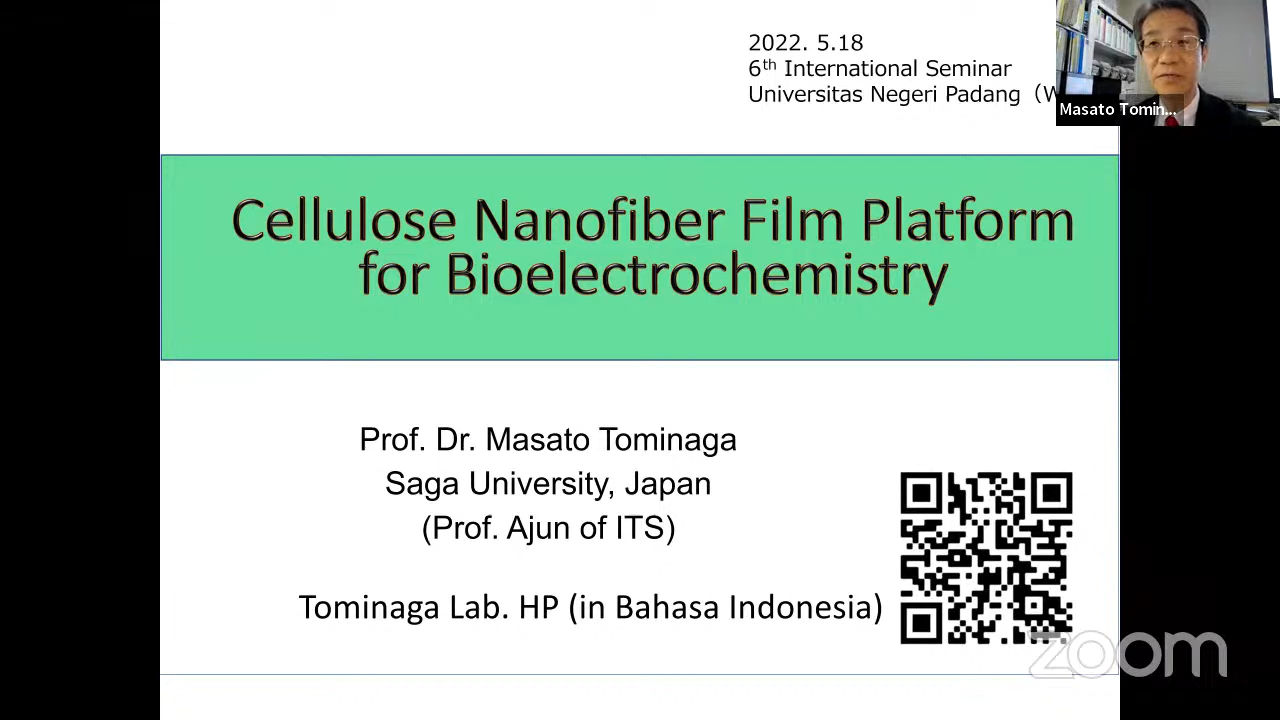 2022. 5.18
6th International Seminar
Universitas Negeri Padang（
Masato Tomin...
Cellulose Nanofiber Film Platform
for Bioelectrochemistry
Prof. Dr. Masato Tominaga
Saga University, Japan
(Prof. Ajun of ITS)
Tominaga Lab. HP (in Bahasa Indonesia)
zoom